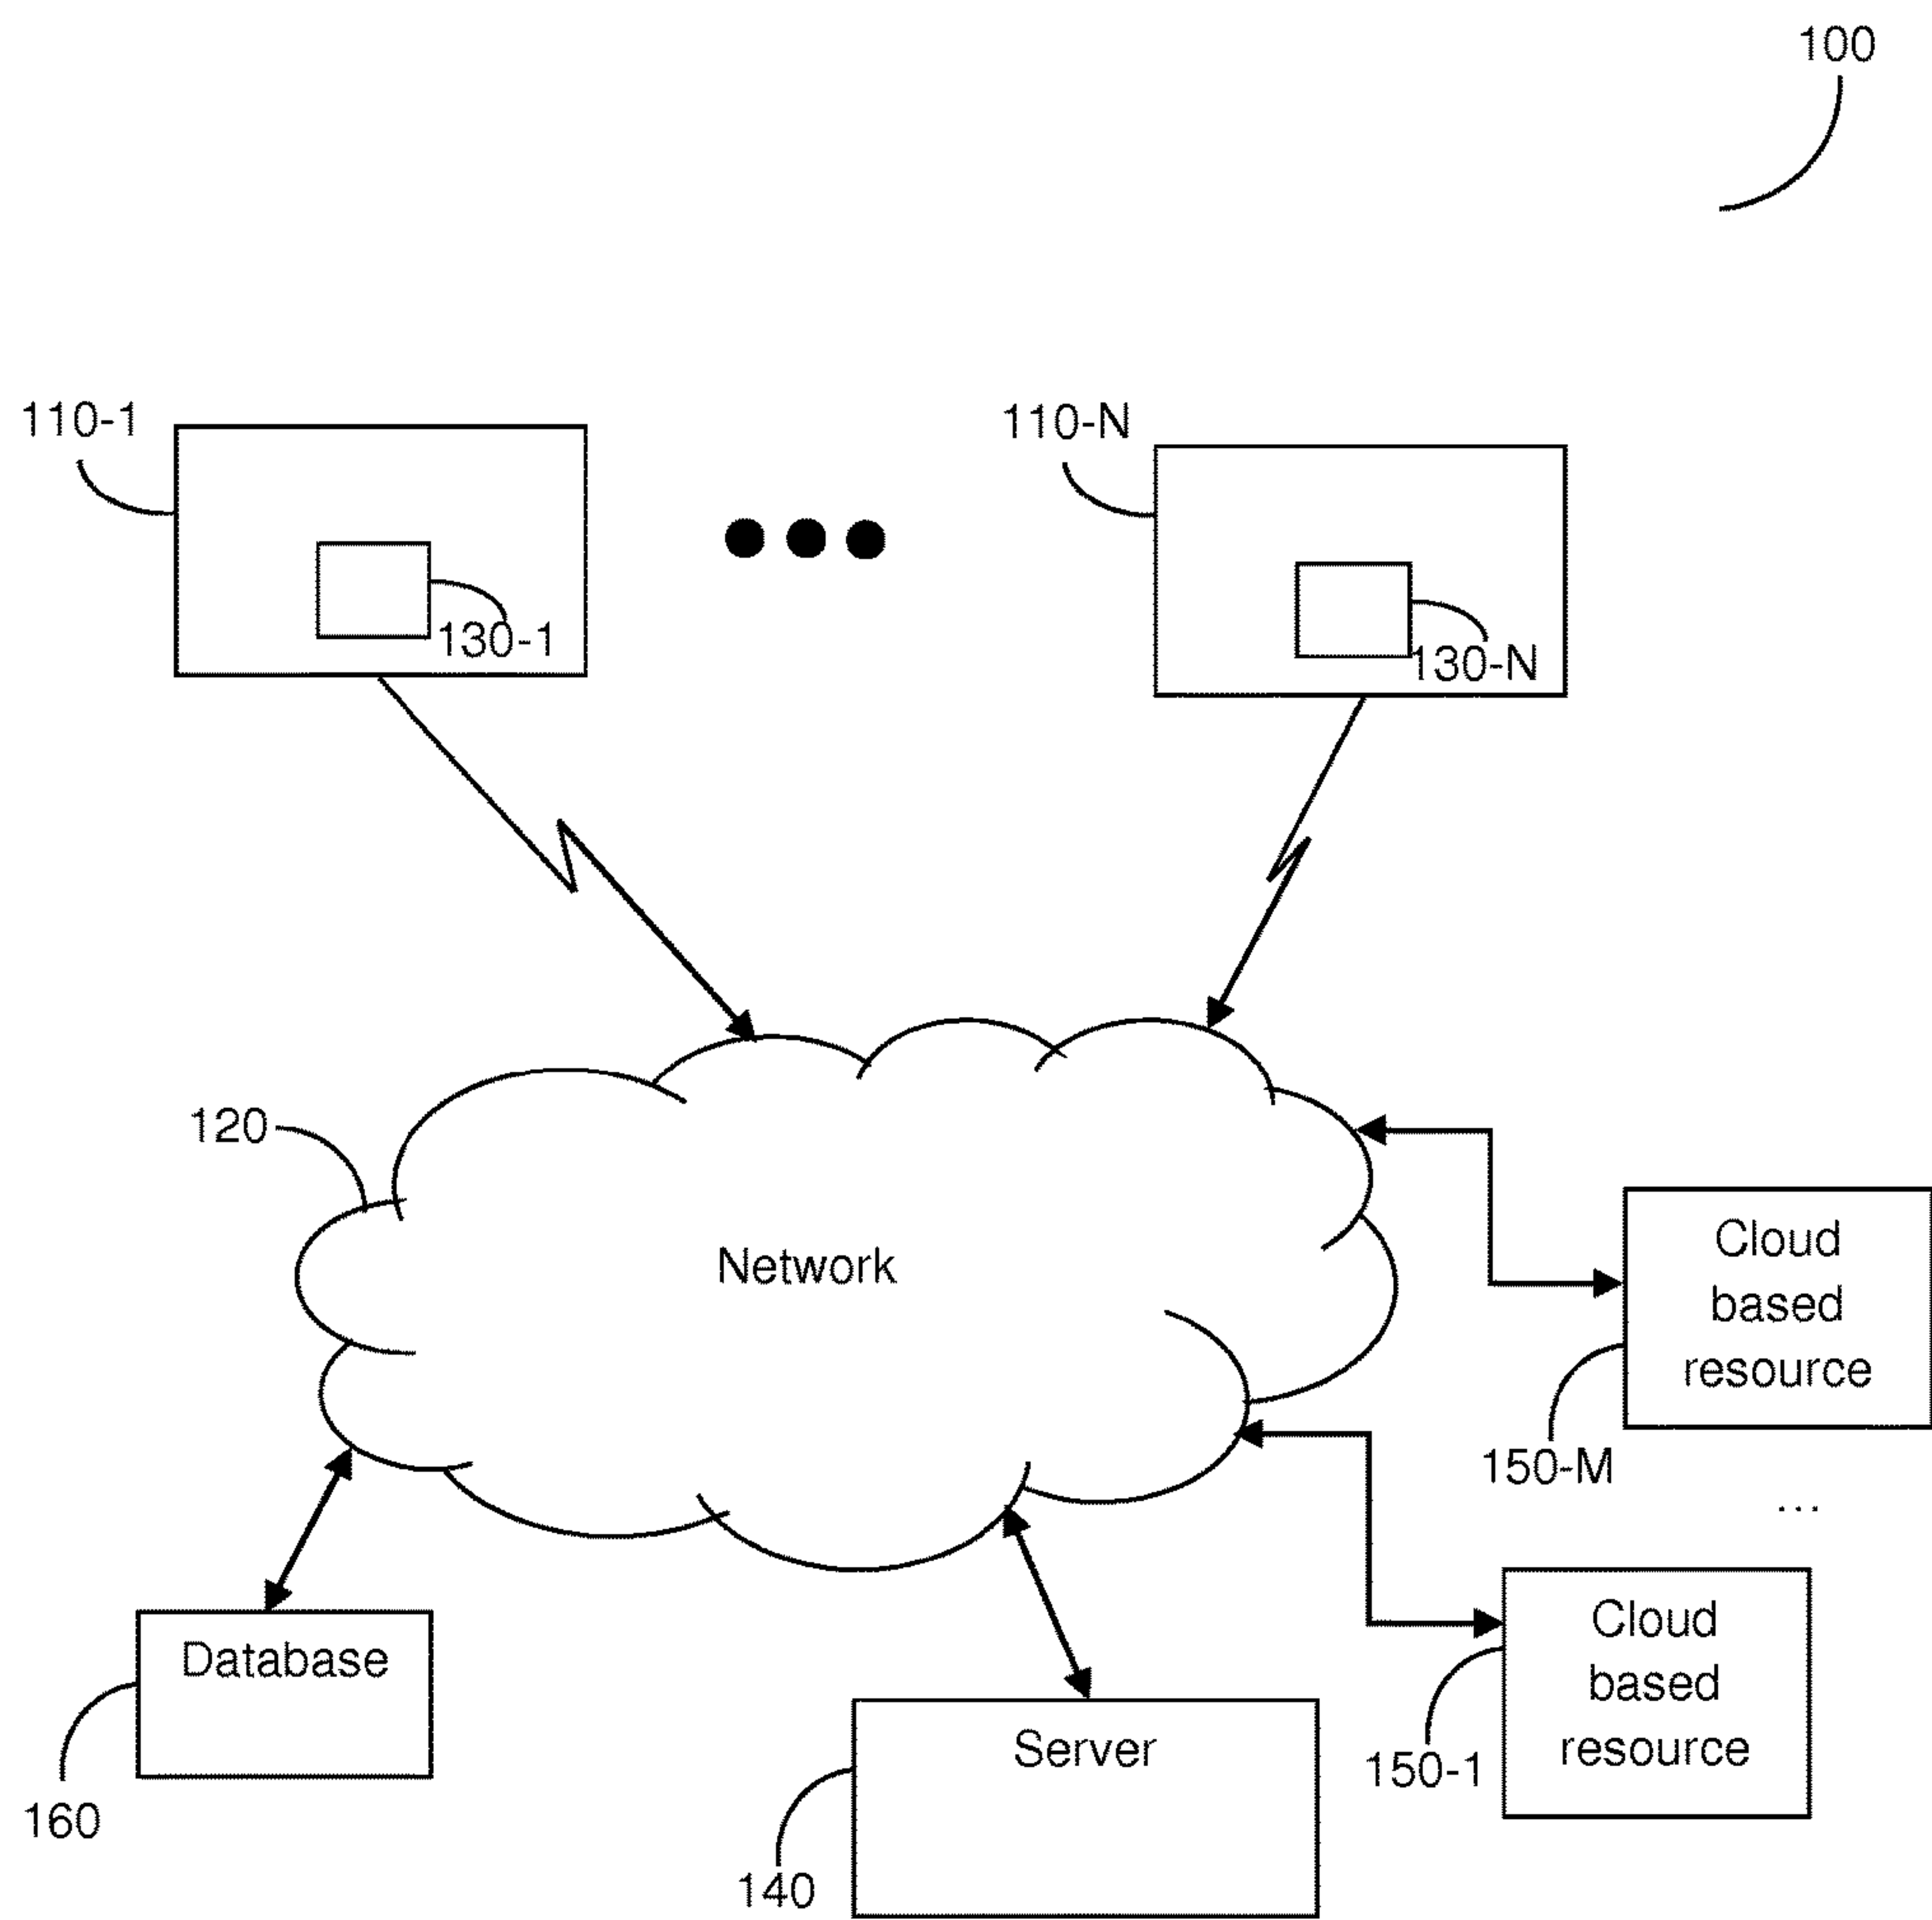 100
110-1
110-N
130-1
130-N
120
Network
Cloud
based
resource
150-M
...
Database
160
Server
140
Cloud
based
resource
150-1